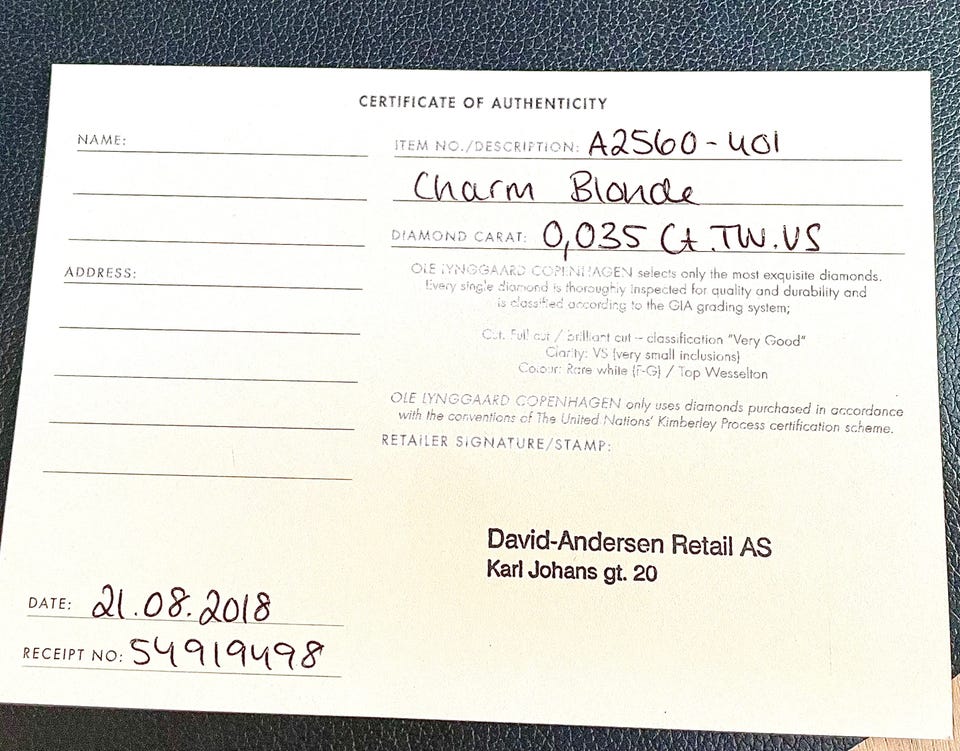 CERTIFICATE OF AUTHENTICITY
NAME:
ADDRESS:
DATE: 21.08.2018
RECEIPT NO: 54919498
ITEM NO./DESCRIPTION: A2560-401
Charm Blonde
DIAMOND CARAT: 0,035 Ct.TW.VS
OLE LYNGGAARD COPENHAGEN selects only the most exquisite diamonds.
Every single diamond is thoroughly inspected for quality and durability and
is classified according to the GIA grading system;
Cut: Full cut / brilliant cut – classification "Very Good"
Clarity: VS (very small inclusions)
Colour: Rare white (F-G) / Top Wesselton
OLE LYNGGAARD COPENHAGEN only uses diamonds purchased in accordance
with the conventions of The United Nations' Kimberley Process certification scheme.
RETAILER SIGNATURE/STAMP:
David-Andersen Retail AS
Karl Johans gt. 20